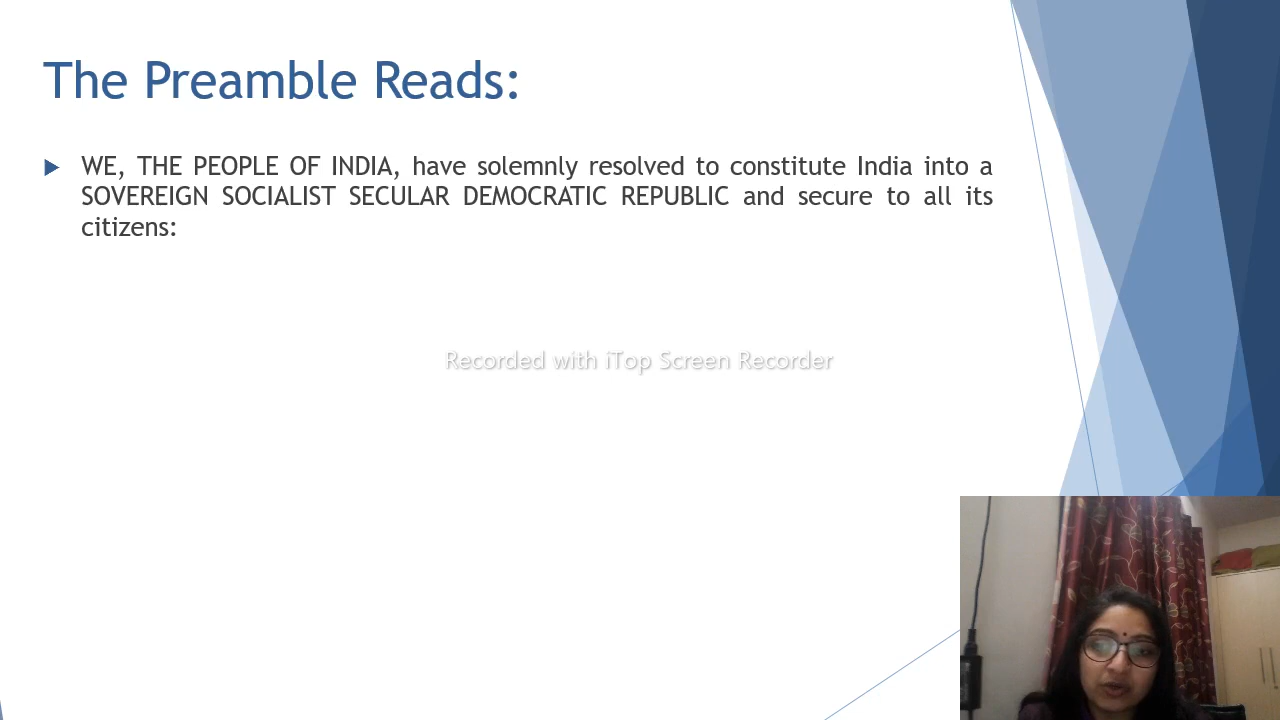 The Preamble Reads:
WE, THE PEOPLE OF INDIA, have solemnly resolved to constitute India into a
SOVEREIGN SOCIALIST SECULAR DEMOCRATIC REPUBLIC and secure to all its
citizens:
Recorded with iTop Screen Recorder